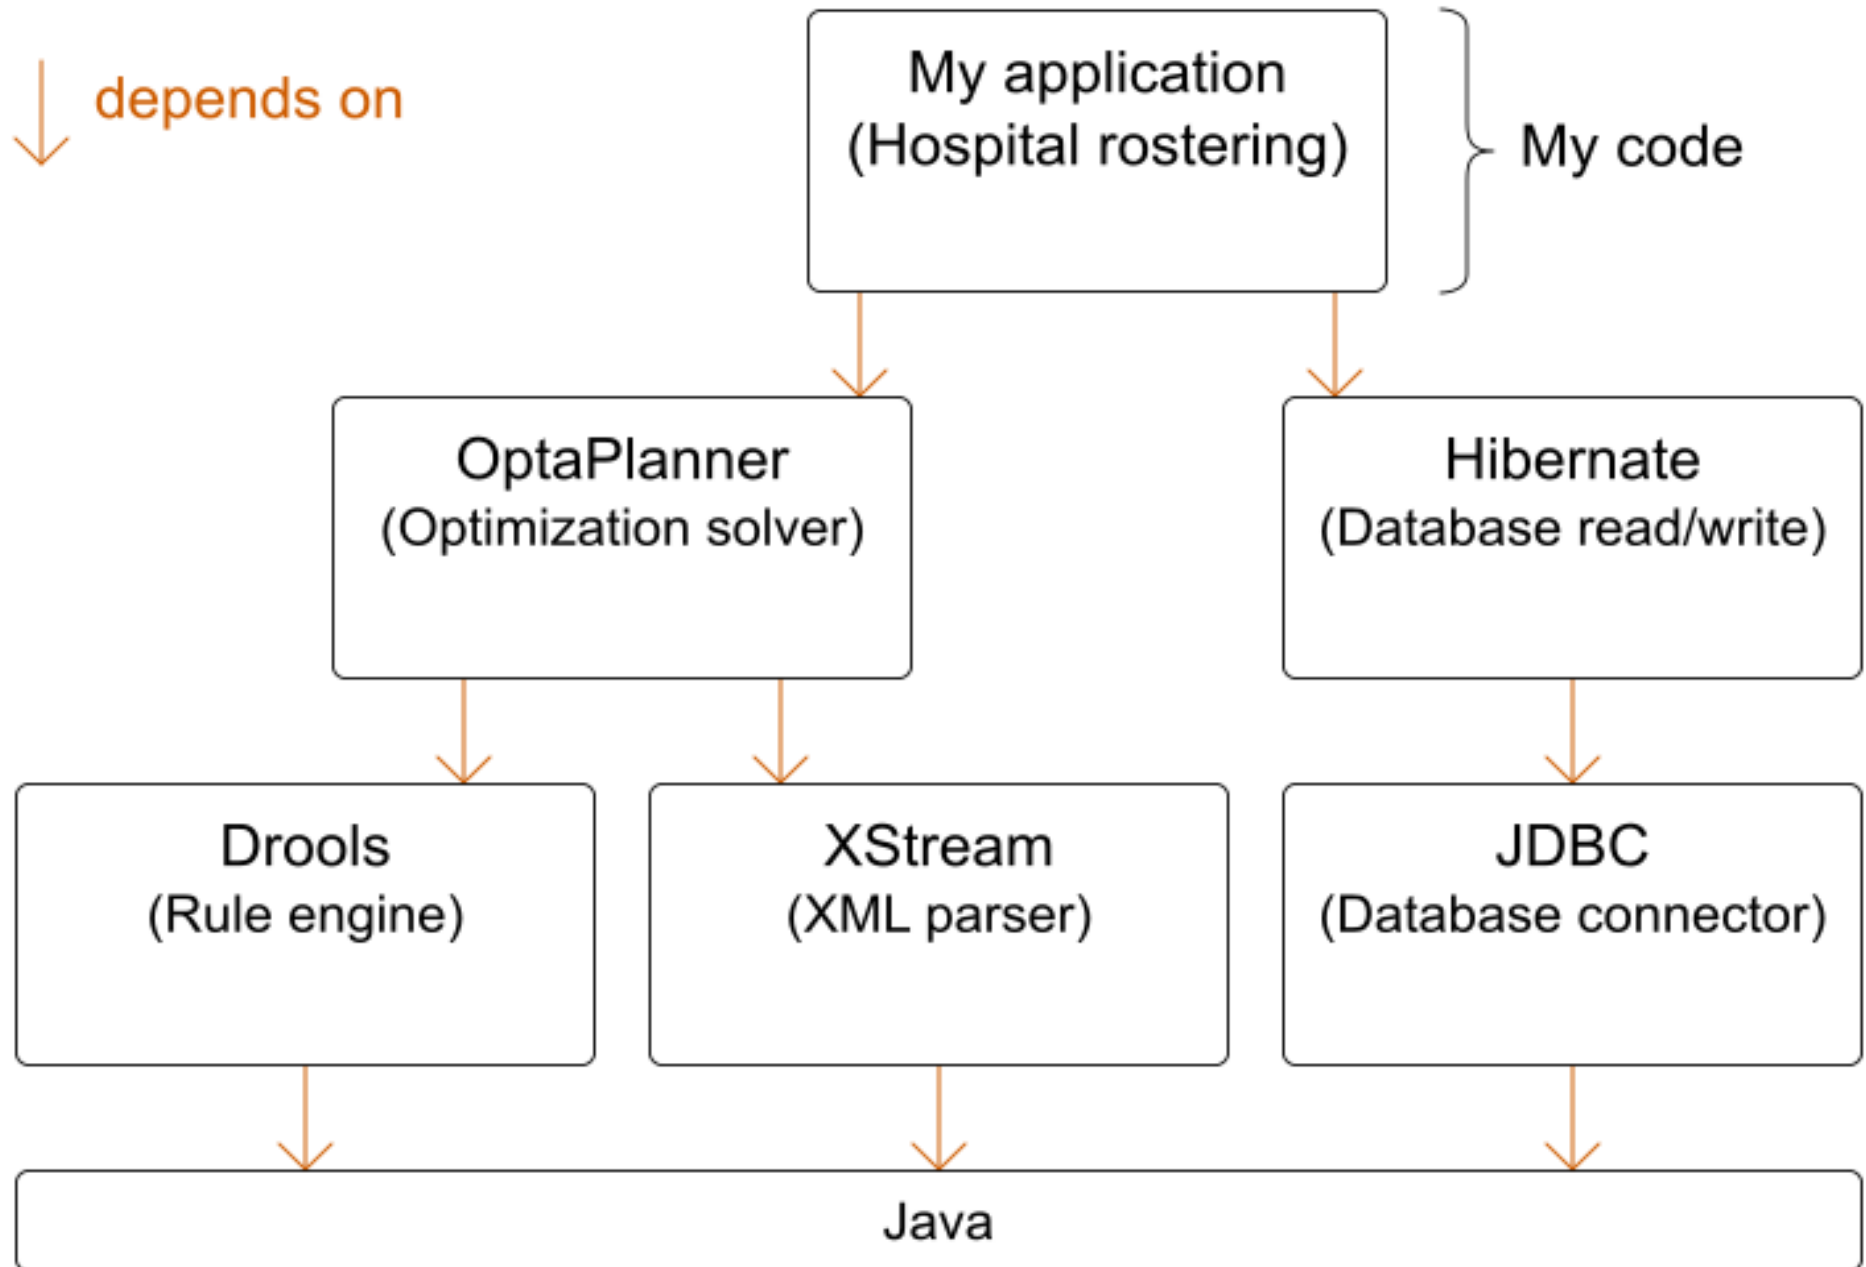 depends on
My application
(Hospital rostering)
My code
OptaPlanner
(Optimization solver)
Hibernate
(Database read/write)
Drools
(Rule engine)
XStream
(XML parser)
JDBC
(Database connector)
Java